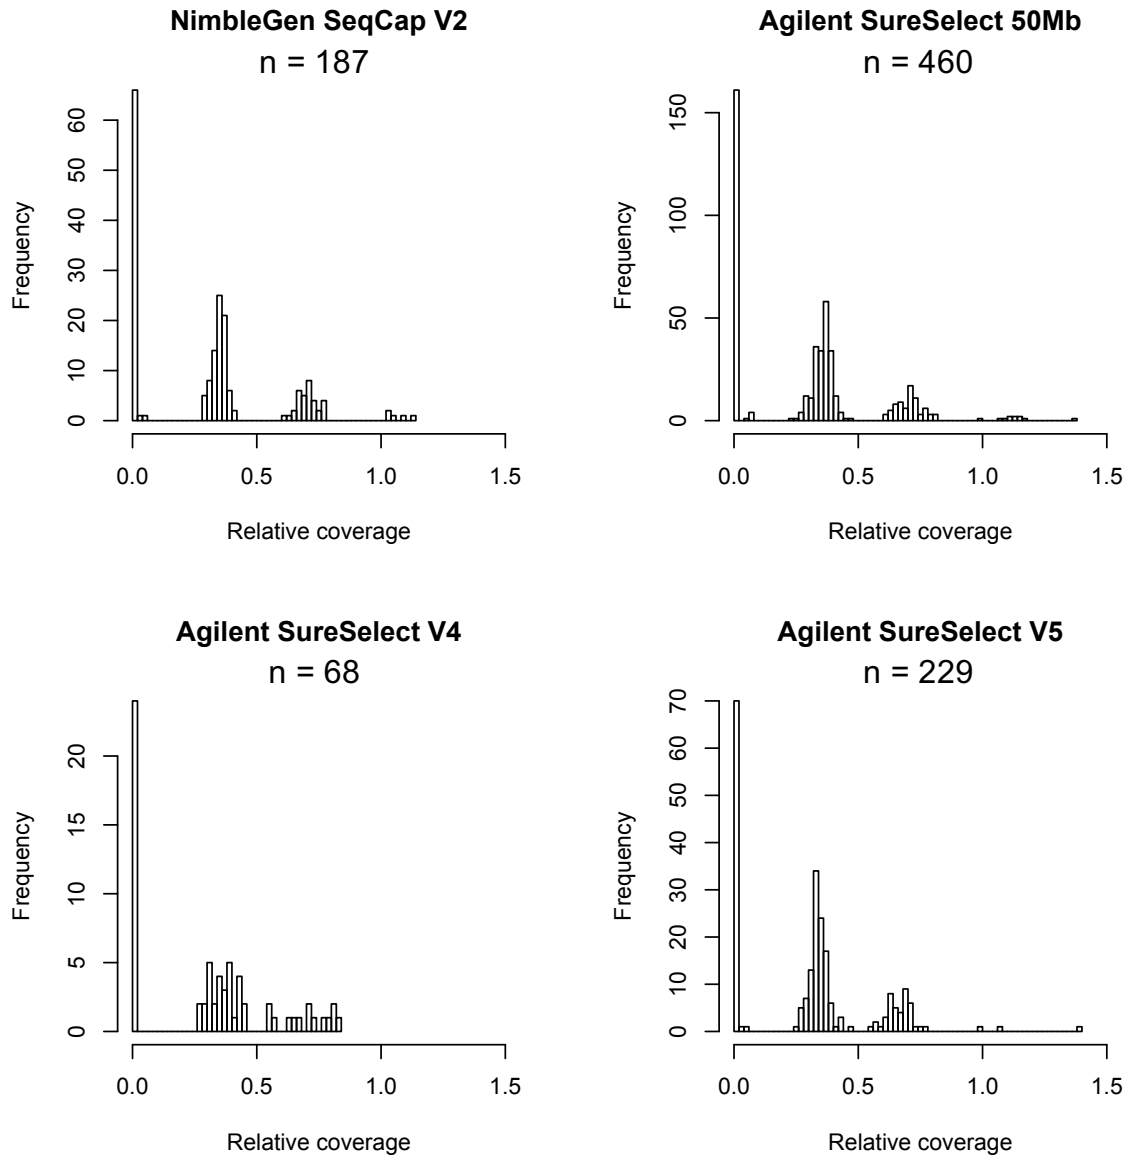 NimbleGen SeqCap V2
n = 187
Frequency
60
50
40
30
20
10
0
0.0 0.5 1.0 1.5
Relative coverage
Agilent SureSelect 50Mb
n = 460
Frequency
150
100
50
0
0.0 0.5 1.0 1.5
Relative coverage
Agilent SureSelect V4
n = 68
Frequency
20
15
10
5
0
0.0 0.5 1.0 1.5
Relative coverage
Agilent SureSelect V5
n = 229
Frequency
70
60
50
40
30
20
10
0
0.0 0.5 1.0 1.5
Relative coverage